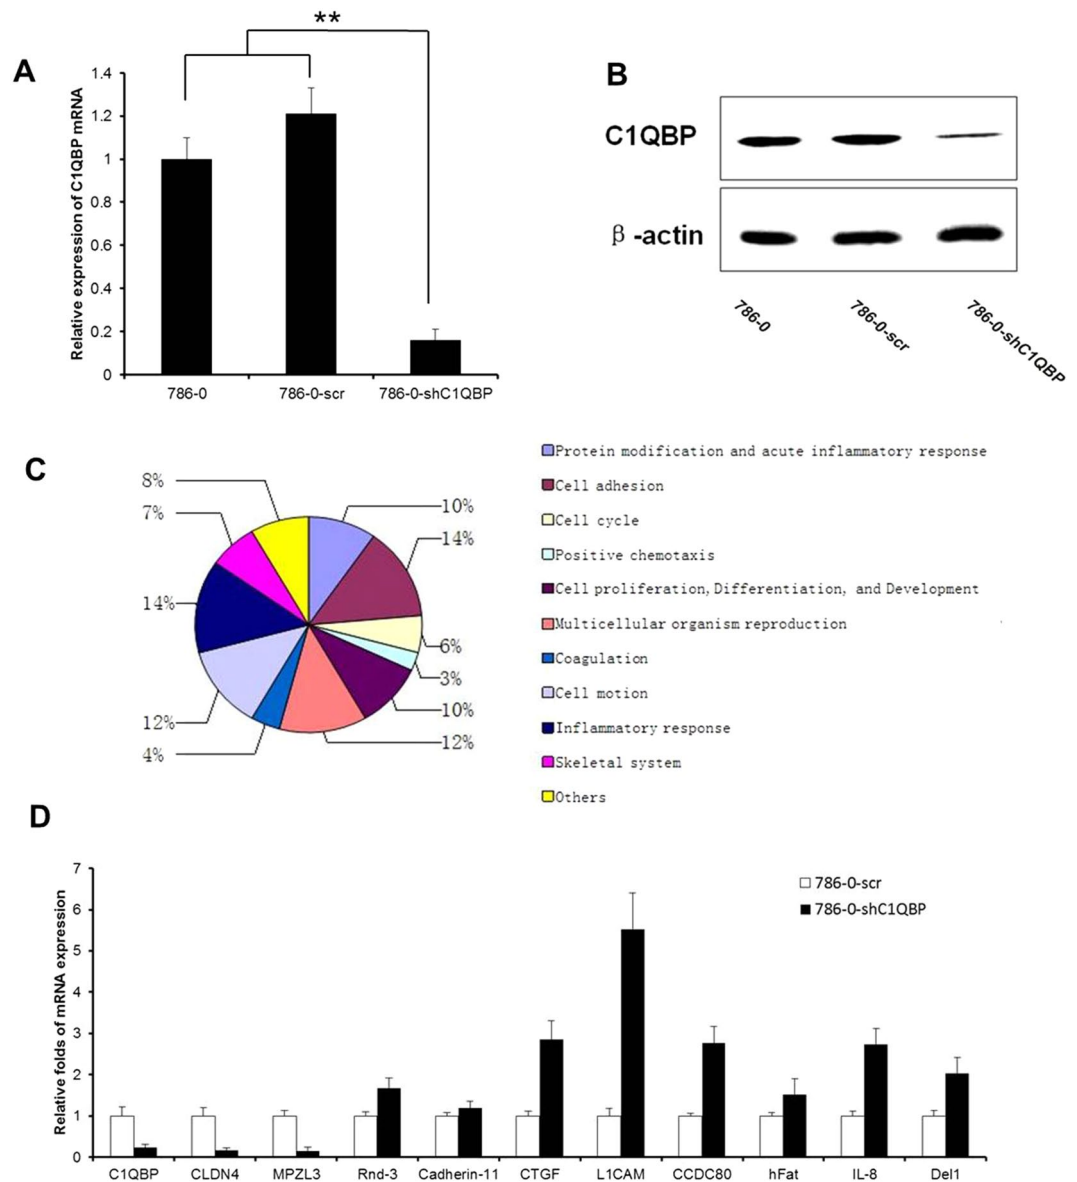 A
**
Relative expression of C1QBP mRNA
1.4
1.2
1
0.8
0.6
0.4
0.2
0
786-0
786-0-scr
786-0-shC1QBP
B
C1QBP
β-actin
786-0
786-0-scr
786-0-shC1QBP
C
8%
7%
14%
12%
4%
10%
14%
6%
3%
10%
12%
Protein modification and acute inflammatory response
Cell adhesion
Cell cycle
Positive chemotaxis
Cell proliferation, Differentiation, and Development
Multicellular organism reproduction
Coagulation
Cell motion
Inflammatory response
Skeletal system
Others
D
Relative folds of mRNA expression
7
6
5
4
3
2
1
0
786-0-scr
786-0-shC1QBP
C1QBP CLDN4 MPZL3 Rnd-3 Cadherin-11 CTGF L1CAM CCDC80 hFat IL-8 Del1